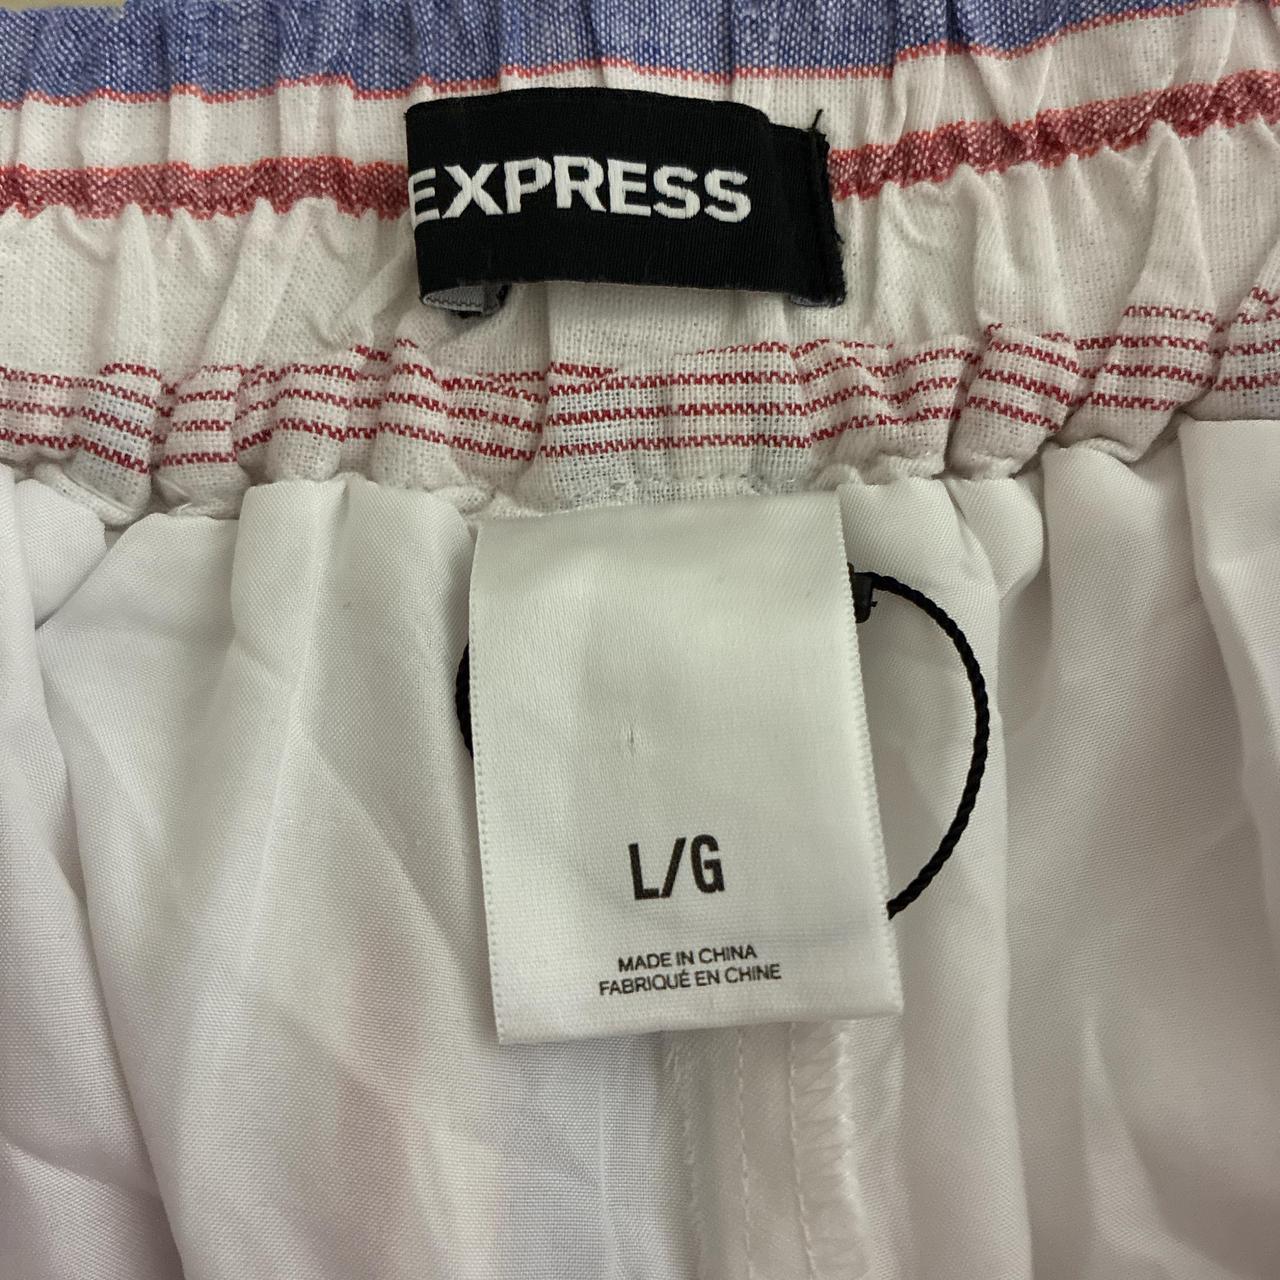 EXPRESS
L/G
MADE IN CHINA
FABRIQUÉ EN CHINE